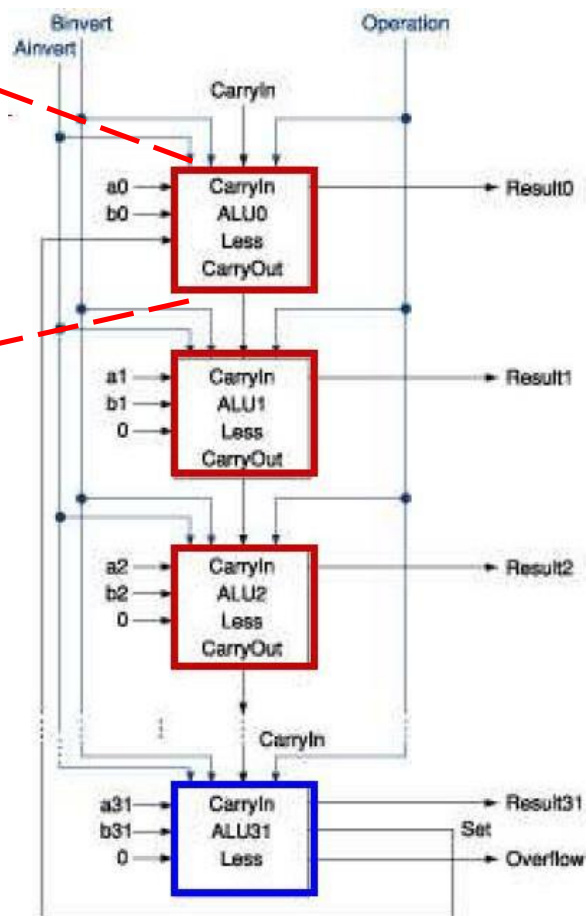 Binvert
Operation
Ainvert
CarryIn
a0
CarryIn
Result0
b0
ALU0
Less
CarryOut
a1
CarryIn
Result1
b1
ALU1
0
Less
CarryOut
a2
CarryIn
Result2
b2
ALU2
0
Less
CarryOut
CarryIn
a31
CarryIn
Result31
b31
ALU31
Set
0
Less
Overflow